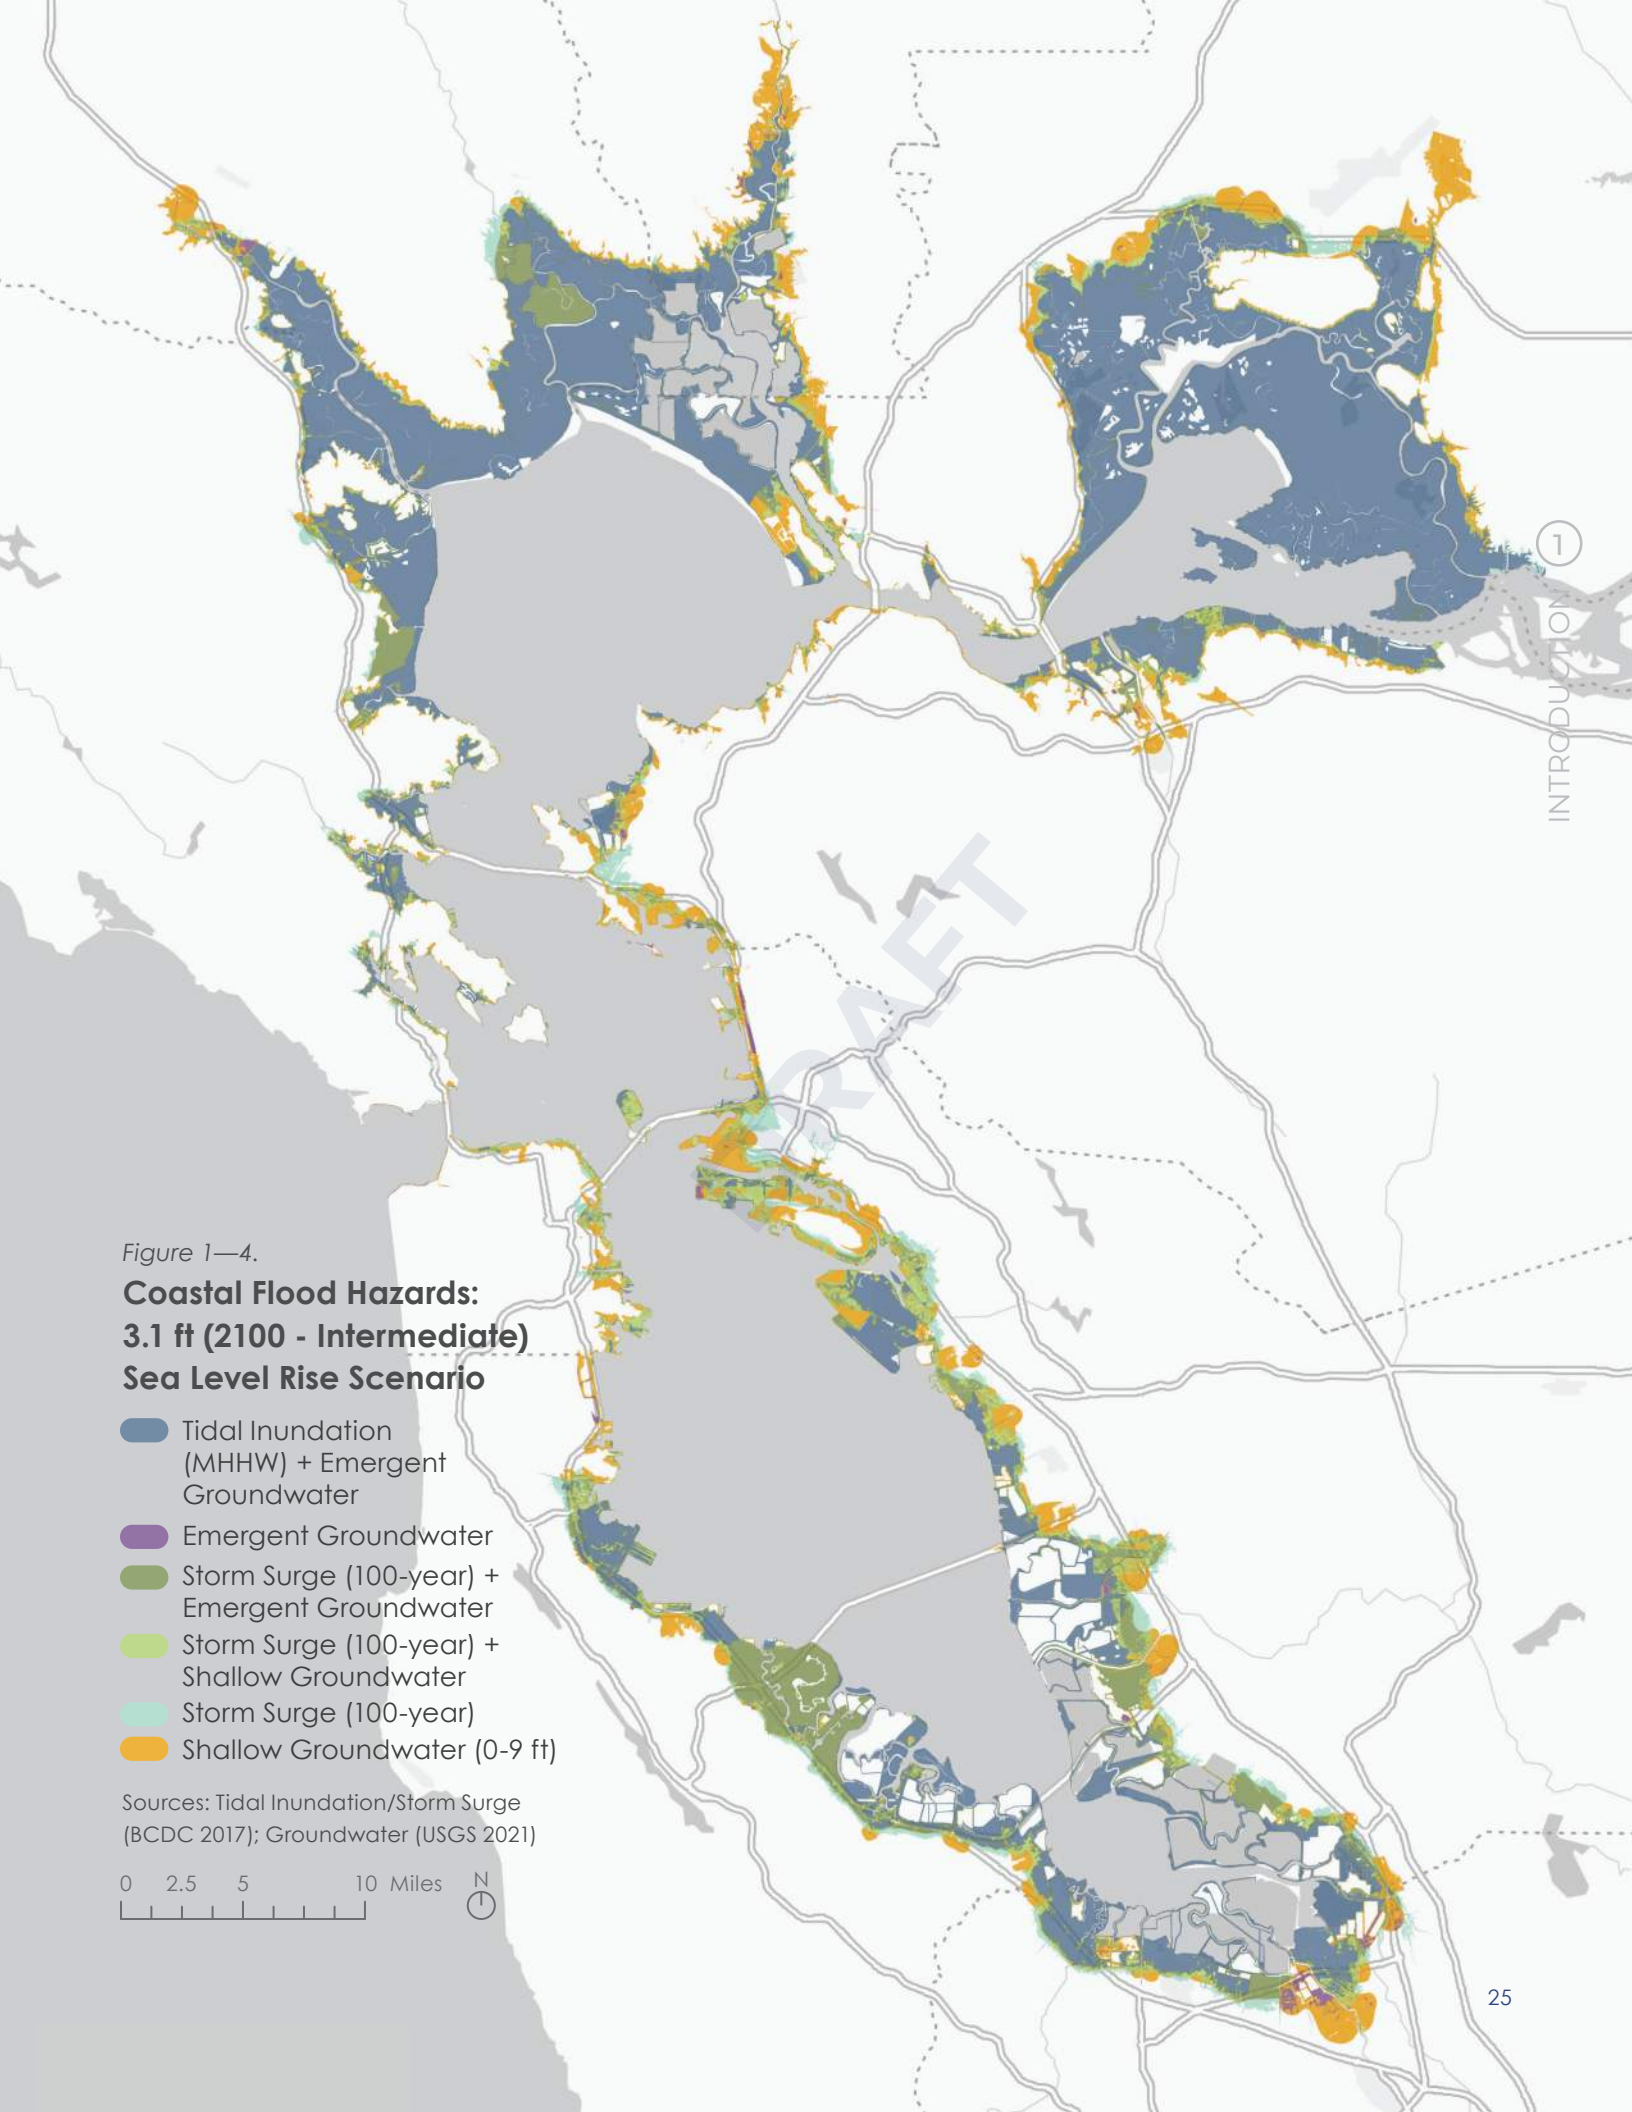 1
INTRODUCTION
DRAFT
Figure 1—4.
Coastal Flood Hazards:
3.1 ft (2100 - Intermediate)
Sea Level Rise Scenario
Tidal Inundation
(MHHW) + Emergent
Groundwater
Emergent Groundwater
Storm Surge (100-year) +
Emergent Groundwater
Storm Surge (100-year) +
Shallow Groundwater
Storm Surge (100-year)
Shallow Groundwater (0-9 ft)
Sources: Tidal Inundation/Storm Surge
(BCDC 2017); Groundwater (USGS 2021)
0 2.5 5 10 Miles N
25